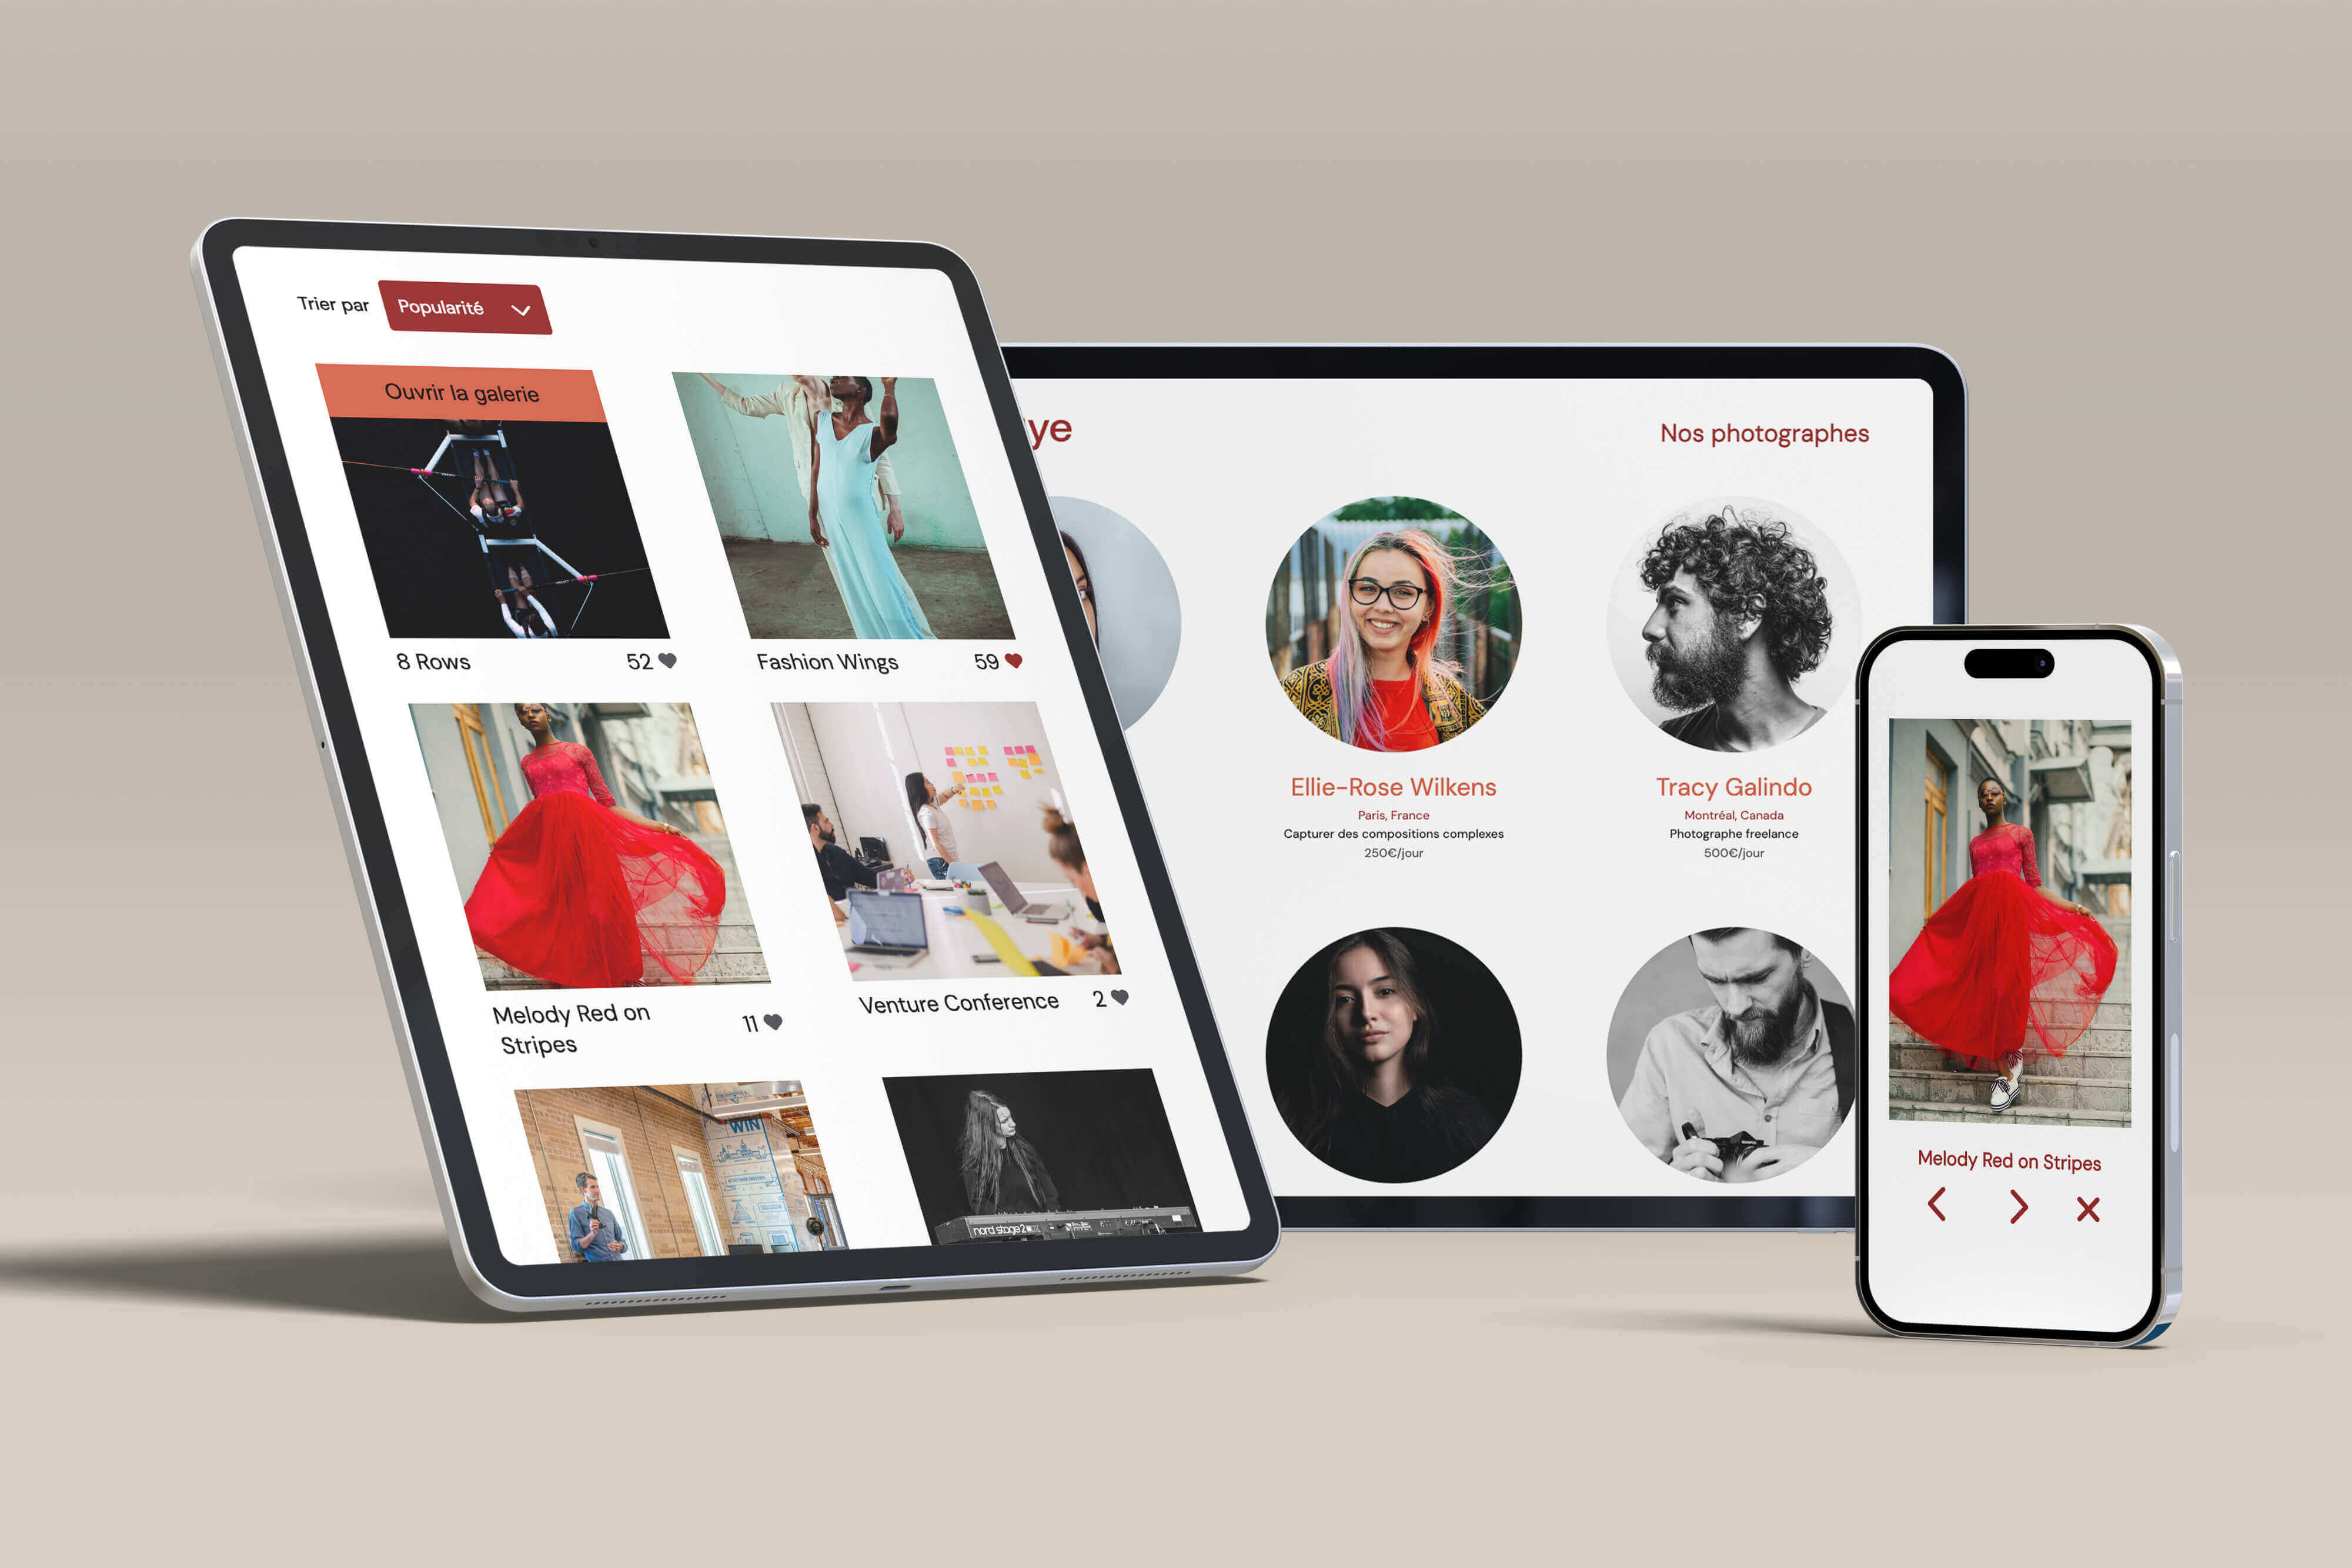 Trier par
Popularité
Ouvrir la galerie
8 Rows
52
Fashion Wings
59
Melody Red on
Stripes
11
Venture Conference
2
WIN
nord stage 2
ye
Nos photographes
Ellie-Rose Wilkens
Paris, France
Capturer des compositions complexes
250€/jour
Tracy Galindo
Montréal, Canada
Photographe freelance
500€/jour
Melody Red on Stripes